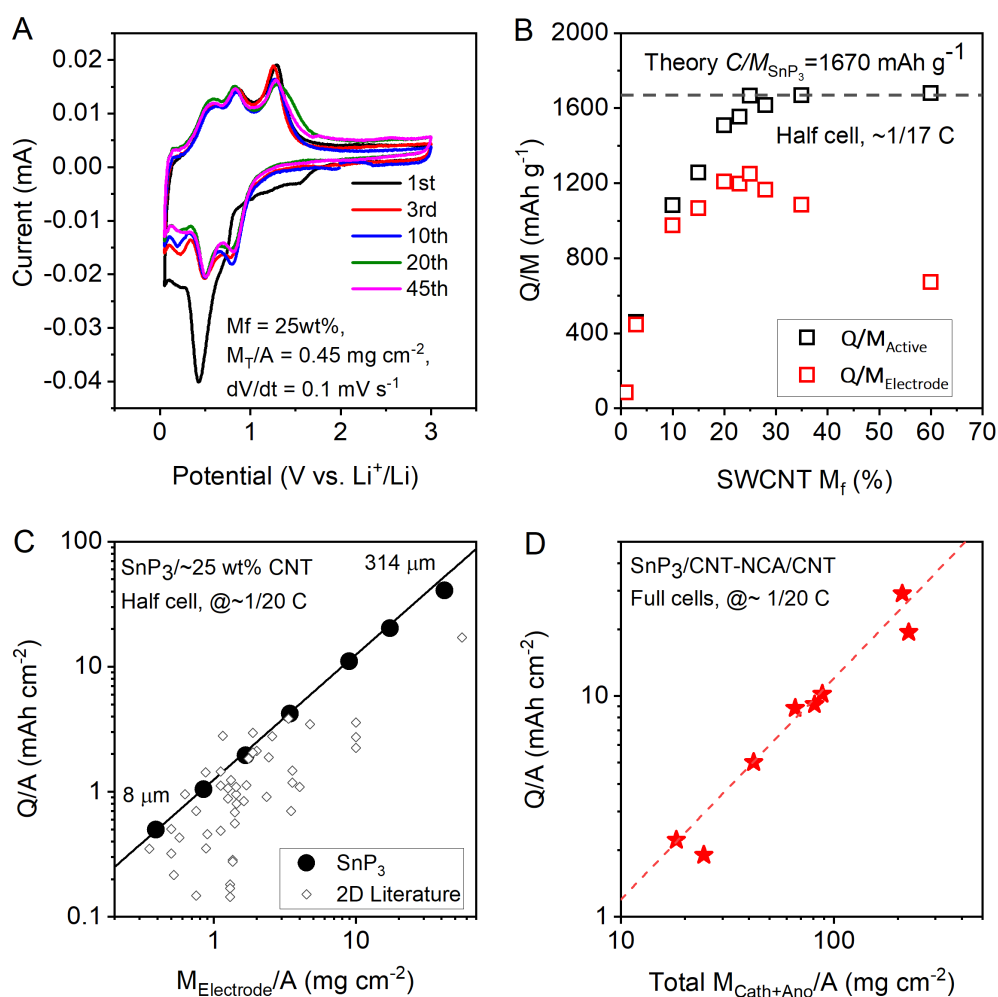 A
0.02
0.01
0.00
-0.01
-0.02
-0.03
-0.04
Current (mA)
1st
3rd
10th
20th
45th
Mf = 25wt%,
M_T/A = 0.45 mg cm⁻²,
dV/dt = 0.1 mV s⁻¹
0 1 2 3
Potential (V vs. Li⁺/Li)
B
2000
1600
1200
800
400
0
Q/M (mAh g⁻¹)
Theory C/M_SnP₃=1670 mAh g⁻¹
Half cell, ~1/17 C
Q/M_Active
Q/M_Electrode
0 10 20 30 40 50 60 70
SWCNT M_f (%)
C
100
10
1
0.1
Q/A (mAh cm⁻²)
SnP₃/~25 wt% CNT
Half cell, @~1/20 C
314 μm
8 μm
SnP₃
2D Literature
1 10
M_Electrode/A (mg cm⁻²)
D
10
1
Q/A (mAh cm⁻²)
SnP₃/CNT-NCA/CNT
Full cells, @~ 1/20 C
10 100
Total M_Cath+Ano/A (mg cm⁻²)